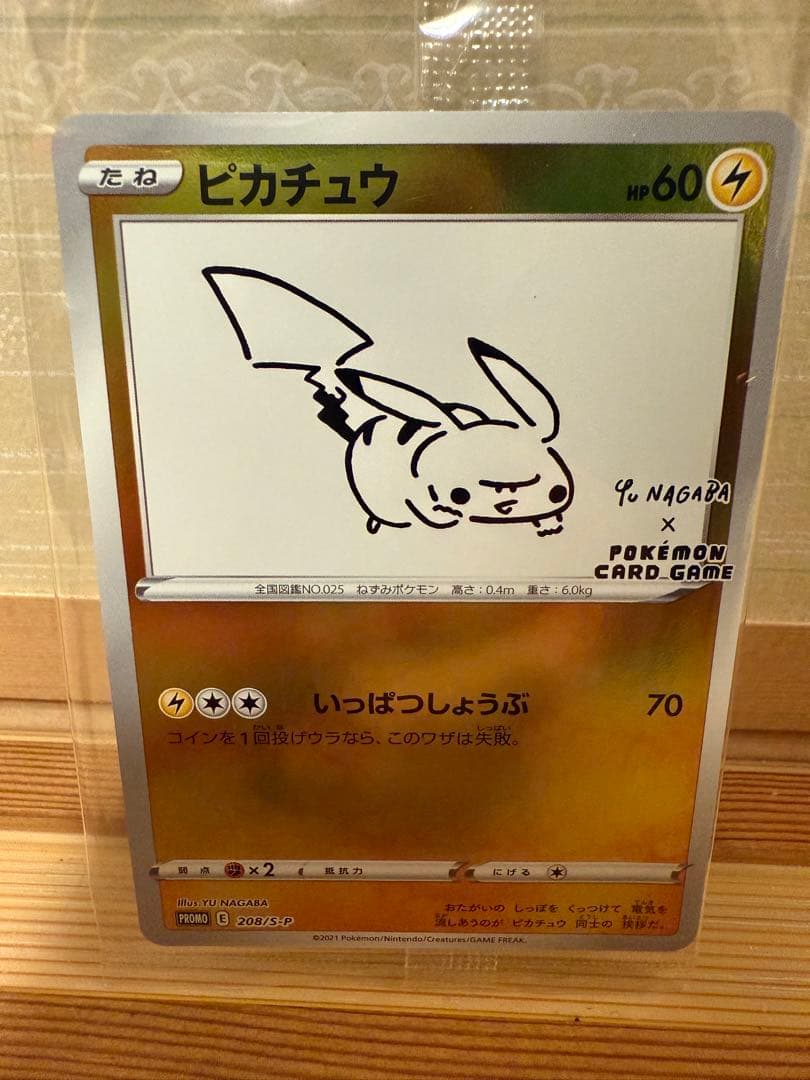 たね ピカチュウ HP60
YU NAGABA
×
POKÉMON
CARD GAME
全国図鑑NO.025 ねずみポケモン 高さ:0.4m 重さ:6.0kg
いっぱつしょうぶ 70
コインを1回投げウラなら、このワザは失敗。
弱点 ×2 抵抗力 にげる
Illus.YU NAGABA
PROMO E 208/S-P
おたがいの しっぽを くっつけて 電気を
流しあうのが ピカチュウ 同士の 挨拶だ。
©2021 Pokémon/Nintendo/Creatures/GAME FREAK.